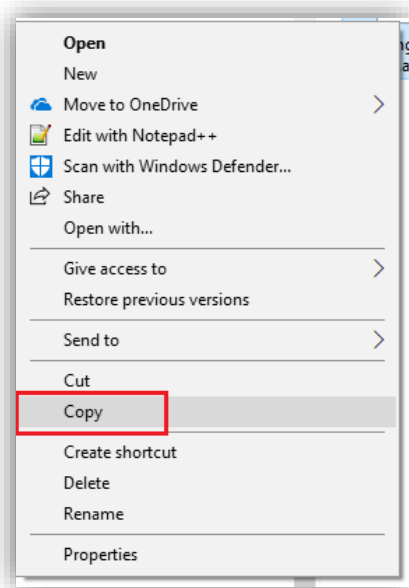 Open
New
Move to OneDrive
Edit with Notepad++
Scan with Windows Defender...
Share
Open with...
Give access to
Restore previous versions
Send to
Cut
Copy
Create shortcut
Delete
Rename
Properties